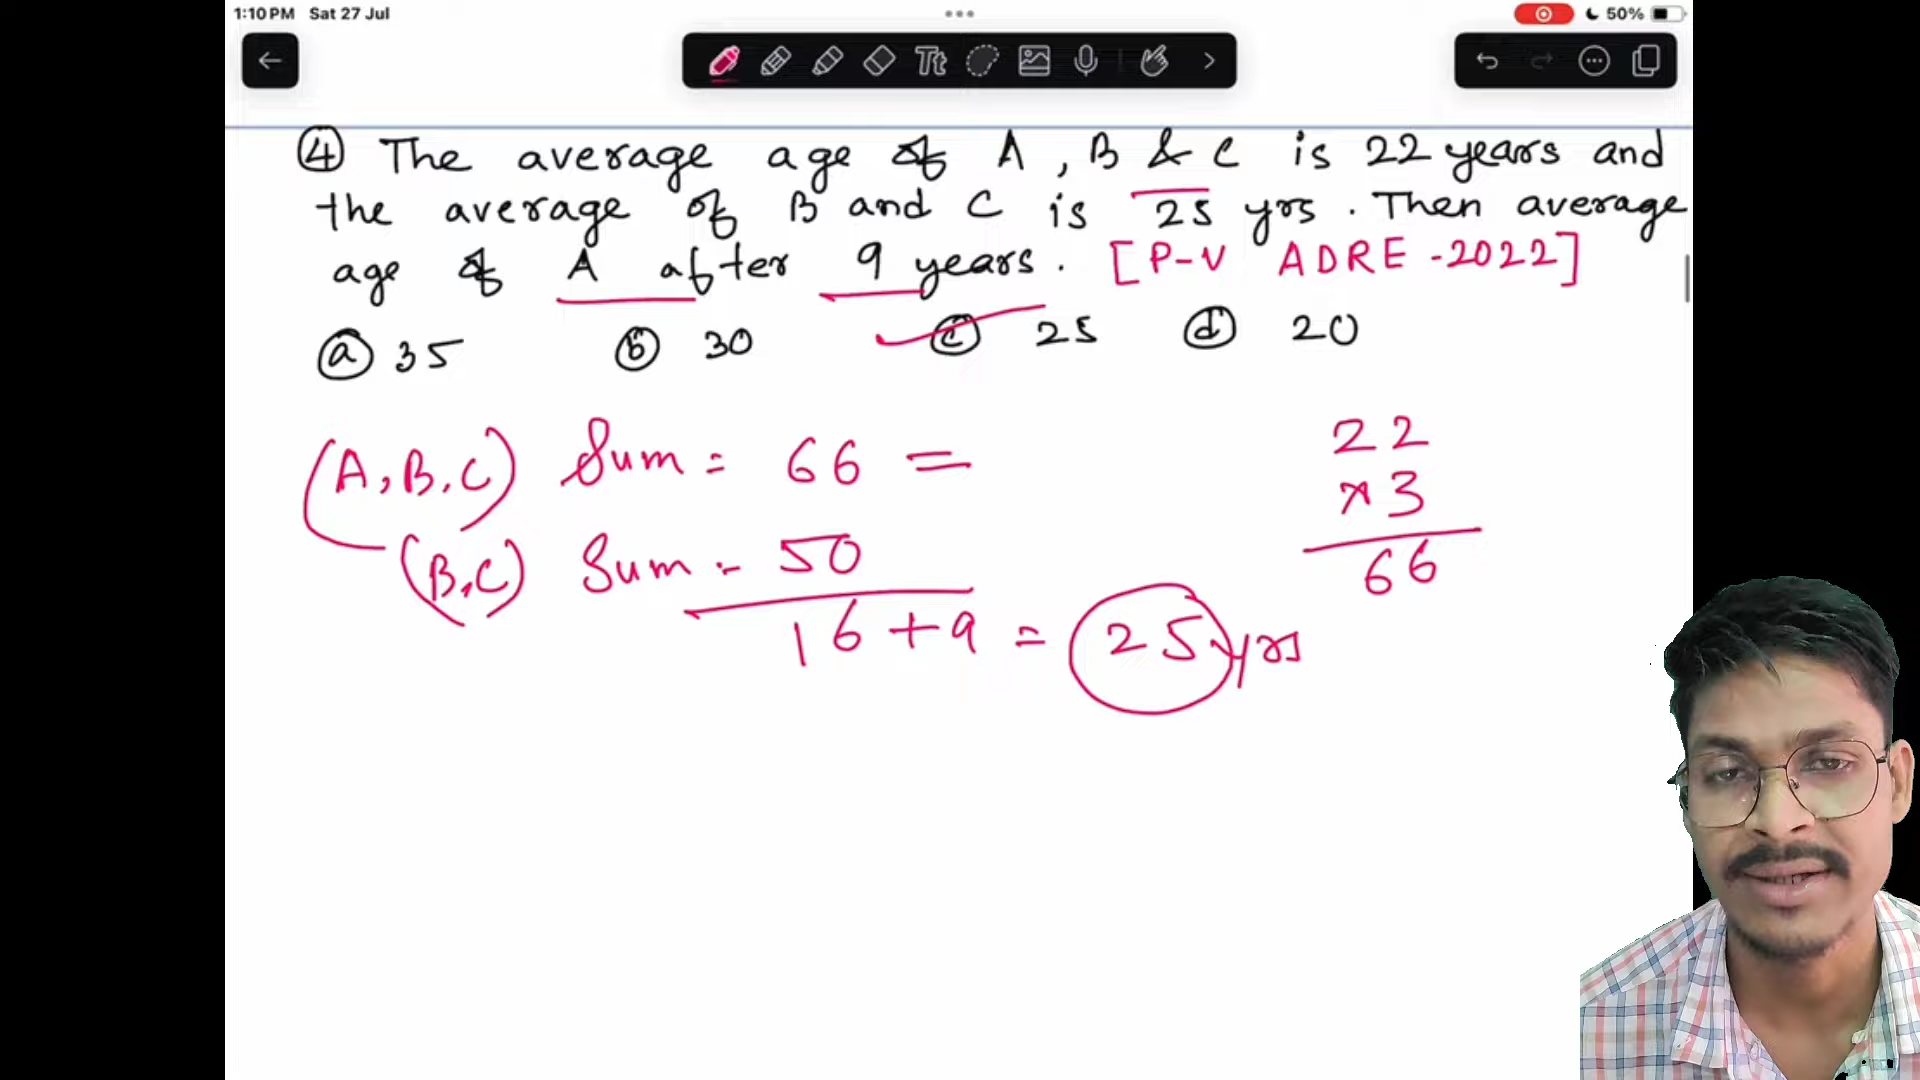 1:10 PM Sat 27 Jul
50%
Tt
④ The average age of A, B & C is 22 years and
the average of B and C is 25 yrs. Then average
age of A after 9 years. [P-V ADRE -2022]
ⓐ 35 ⓑ 30 ⓒ 25 ⓓ 20
(A, B, C) Sum = 66 =
(B, C) Sum = 50
16 + 9 = 25 yrs
22
× 3
66